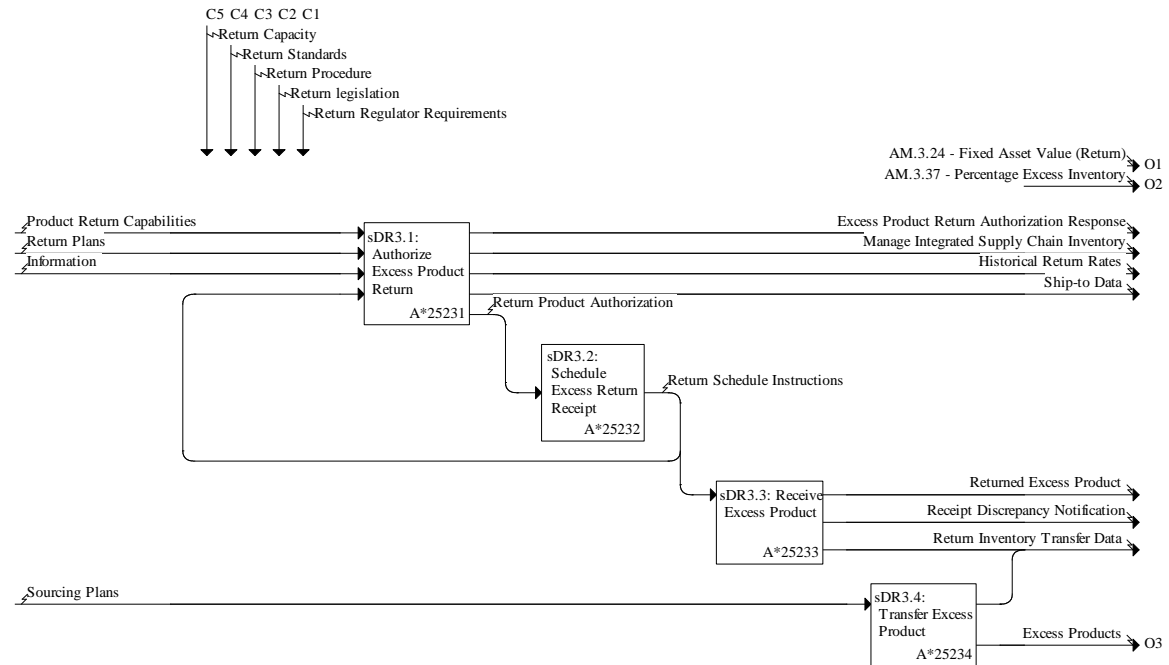 C5 C4 C3 C2 C1
Return Capacity
Return Standards
Return Procedure
Return legislation
Return Regulator Requirements
AM.3.24 - Fixed Asset Value (Return)
O1
AM.3.37 - Percentage Excess Inventory
O2
Product Return Capabilities
Return Plans
Information
sDR3.1:
Authorize
Excess Product
Return
A*25231
Excess Product Return Authorization Response
Manage Integrated Supply Chain Inventory
Historical Return Rates
Ship-to Data
Return Product Authorization
sDR3.2:
Schedule
Excess Return
Receipt
A*25232
Return Schedule Instructions
sDR3.3: Receive
Excess Product
A*25233
Returned Excess Product
Receipt Discrepancy Notification
Return Inventory Transfer Data
Sourcing Plans
sDR3.4:
Transfer Excess
Product
A*25234
Excess Products
O3